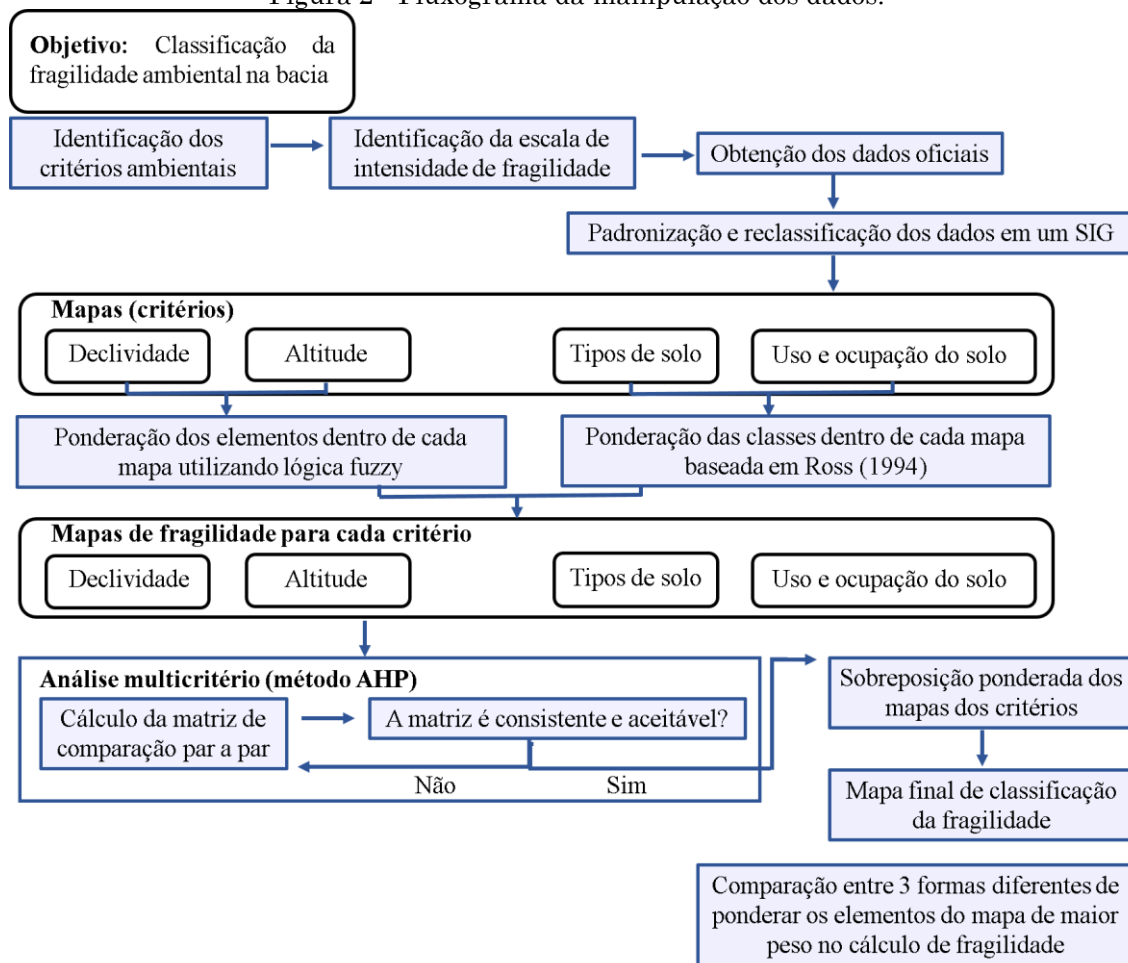 Figura 2 - Fluxograma da manipulação dos dados.
Objetivo: Classificação da
fragilidade ambiental na bacia
Identificação dos
critérios ambientais
Identificação da escala de
intensidade de fragilidade
Obtenção dos dados oficiais
Padronização e reclassificação dos dados em um SIG
Mapas (critérios)
Declividade
Altitude
Tipos de solo
Uso e ocupação do solo
Ponderação dos elementos dentro de cada
mapa utilizando lógica fuzzy
Ponderação das classes dentro de cada mapa
baseada em Ross (1994)
Mapas de fragilidade para cada critério
Declividade
Altitude
Tipos de solo
Uso e ocupação do solo
Análise multicritério (método AHP)
Cálculo da matriz de
comparação par a par
A matriz é consistente e aceitável?
Não
Sim
Sobreposição ponderada dos
mapas dos critérios
Mapa final de classificação
da fragilidade
Comparação entre 3 formas diferentes de
ponderar os elementos do mapa de maior
peso no cálculo de fragilidade